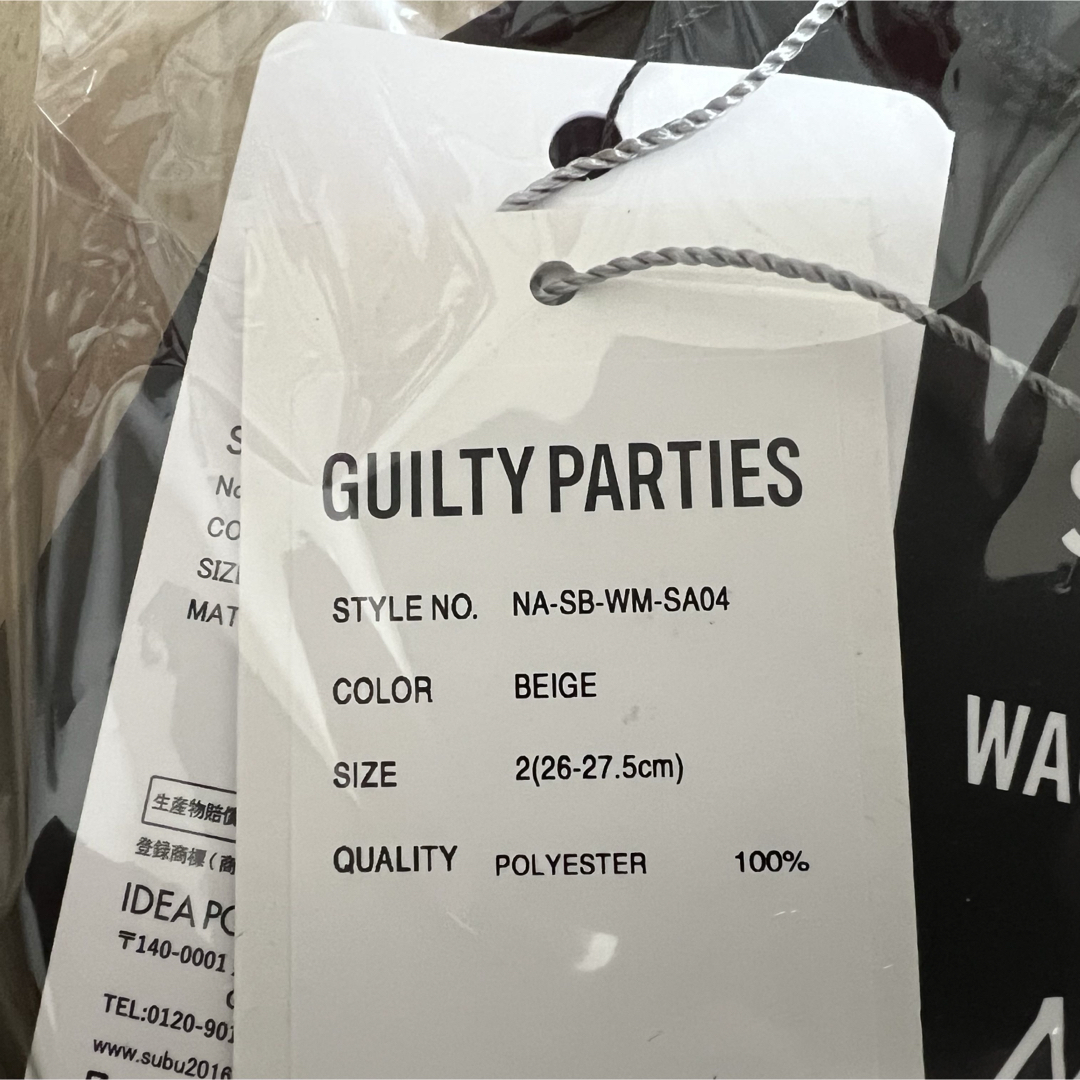 GUILTY PARTIES
STYLE NO. NA-SB-WM-SA04
COLOR BEIGE
SIZE 2(26-27.5cm)
QUALITY POLYESTER 100%
生産物賠償
登録商標(商
IDEA PO
〒140-0001
TEL:0120-901
www.subu2016
S
No
CO
SIZE
MAT
S
WA